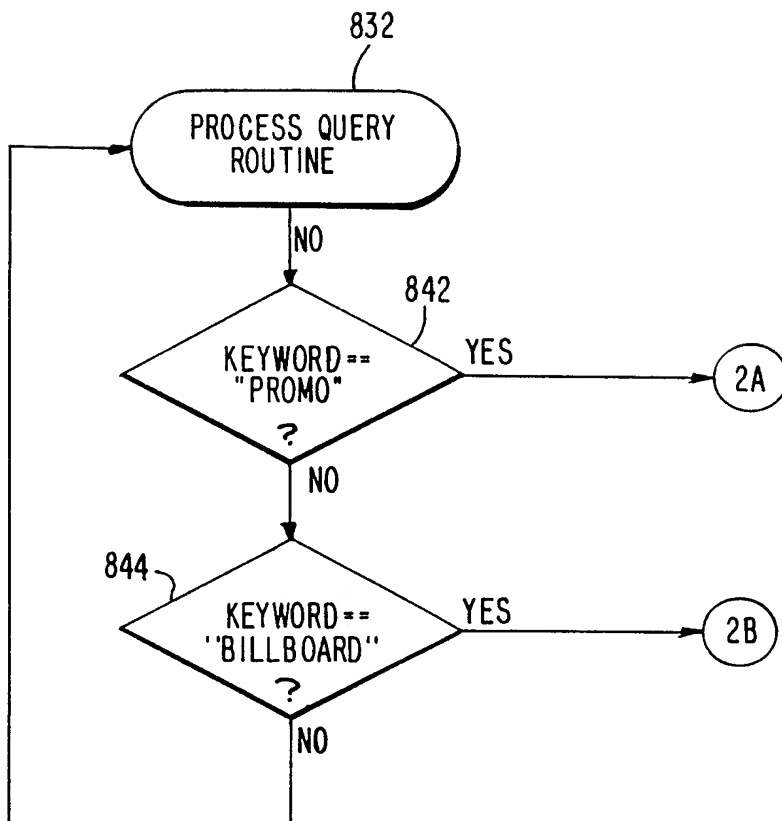 832
PROCESS QUERY
ROUTINE
NO
842
KEYWORD==
"PROMO"
?
YES
2A
NO
844
KEYWORD==
"BILLBOARD"
?
YES
2B
NO